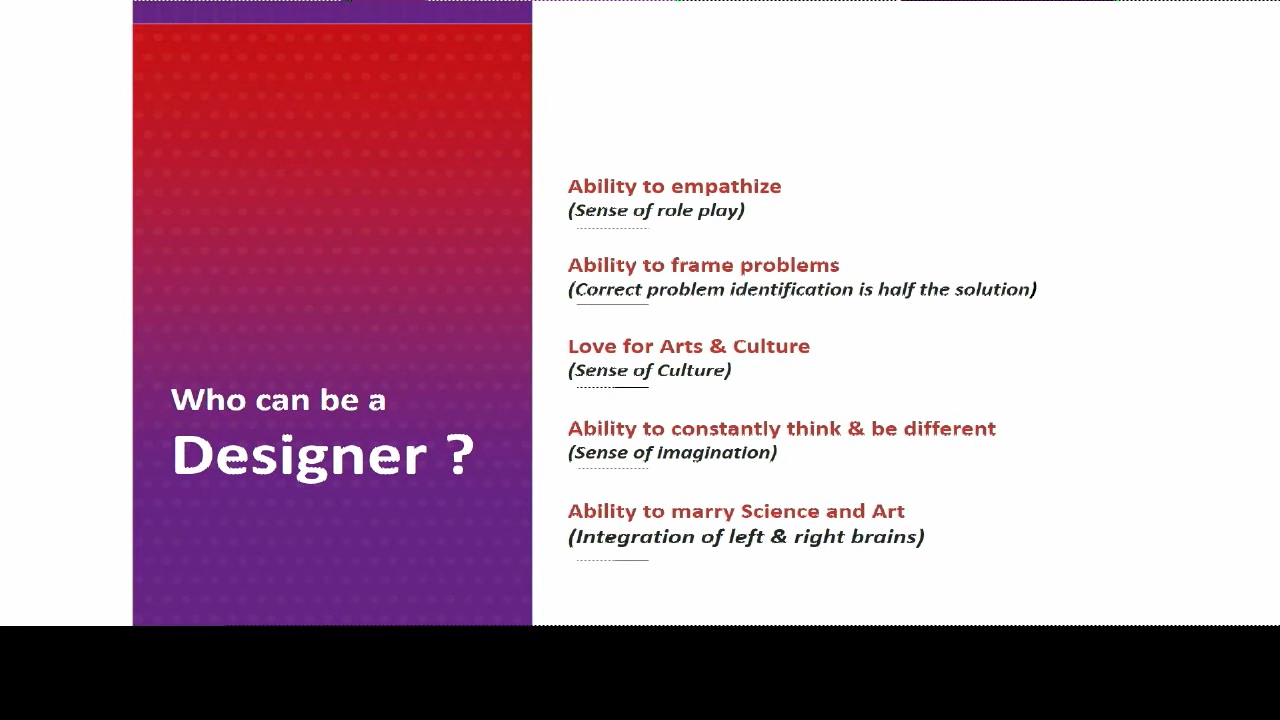 Who can be a
Designer ?
Ability to empathize
(Sense of role play)
Ability to frame problems
(Correct problem identification is half the solution)
Love for Arts & Culture
(Sense of Culture)
Ability to constantly think & be different
(Sense of imagination)
Ability to marry Science and Art
(Integration of left & right brains)